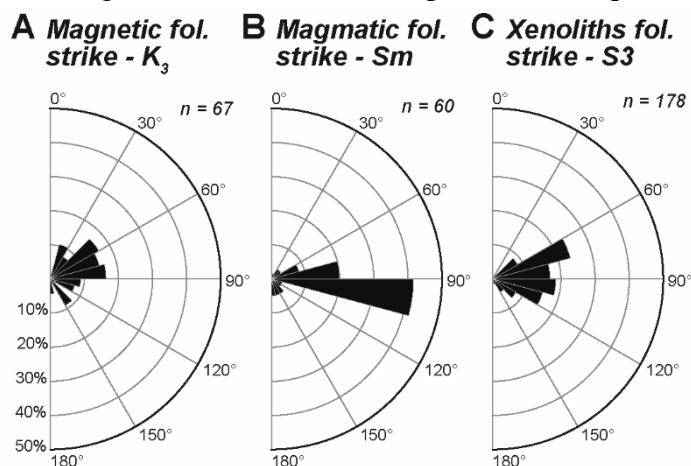 A Magnetic fol.
strike - K3
n = 67
0°
30°
60°
90°
120°
150°
180°
10%
20%
30%
40%
50%
B Magmatic fol.
strike - Sm
n = 60
0°
30°
60°
90°
120°
150°
180°
C Xenoliths fol.
strike - S3
n = 178
0°
30°
60°
90°
120°
150°
180°